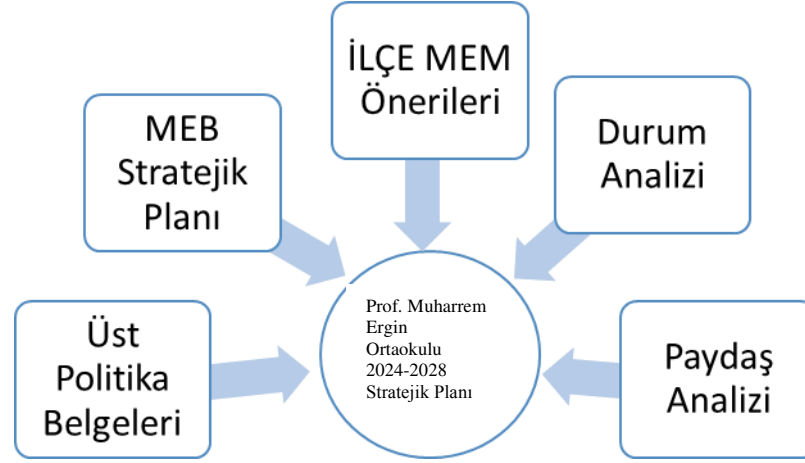 İLÇE MEM
Önerileri
MEB
Stratejik
Planı
Durum
Analizi
Üst
Politika
Belgeleri
Prof. Muharrem
Ergin
Ortaokulu
2024-2028
Stratejik Planı
Paydaş
Analizi